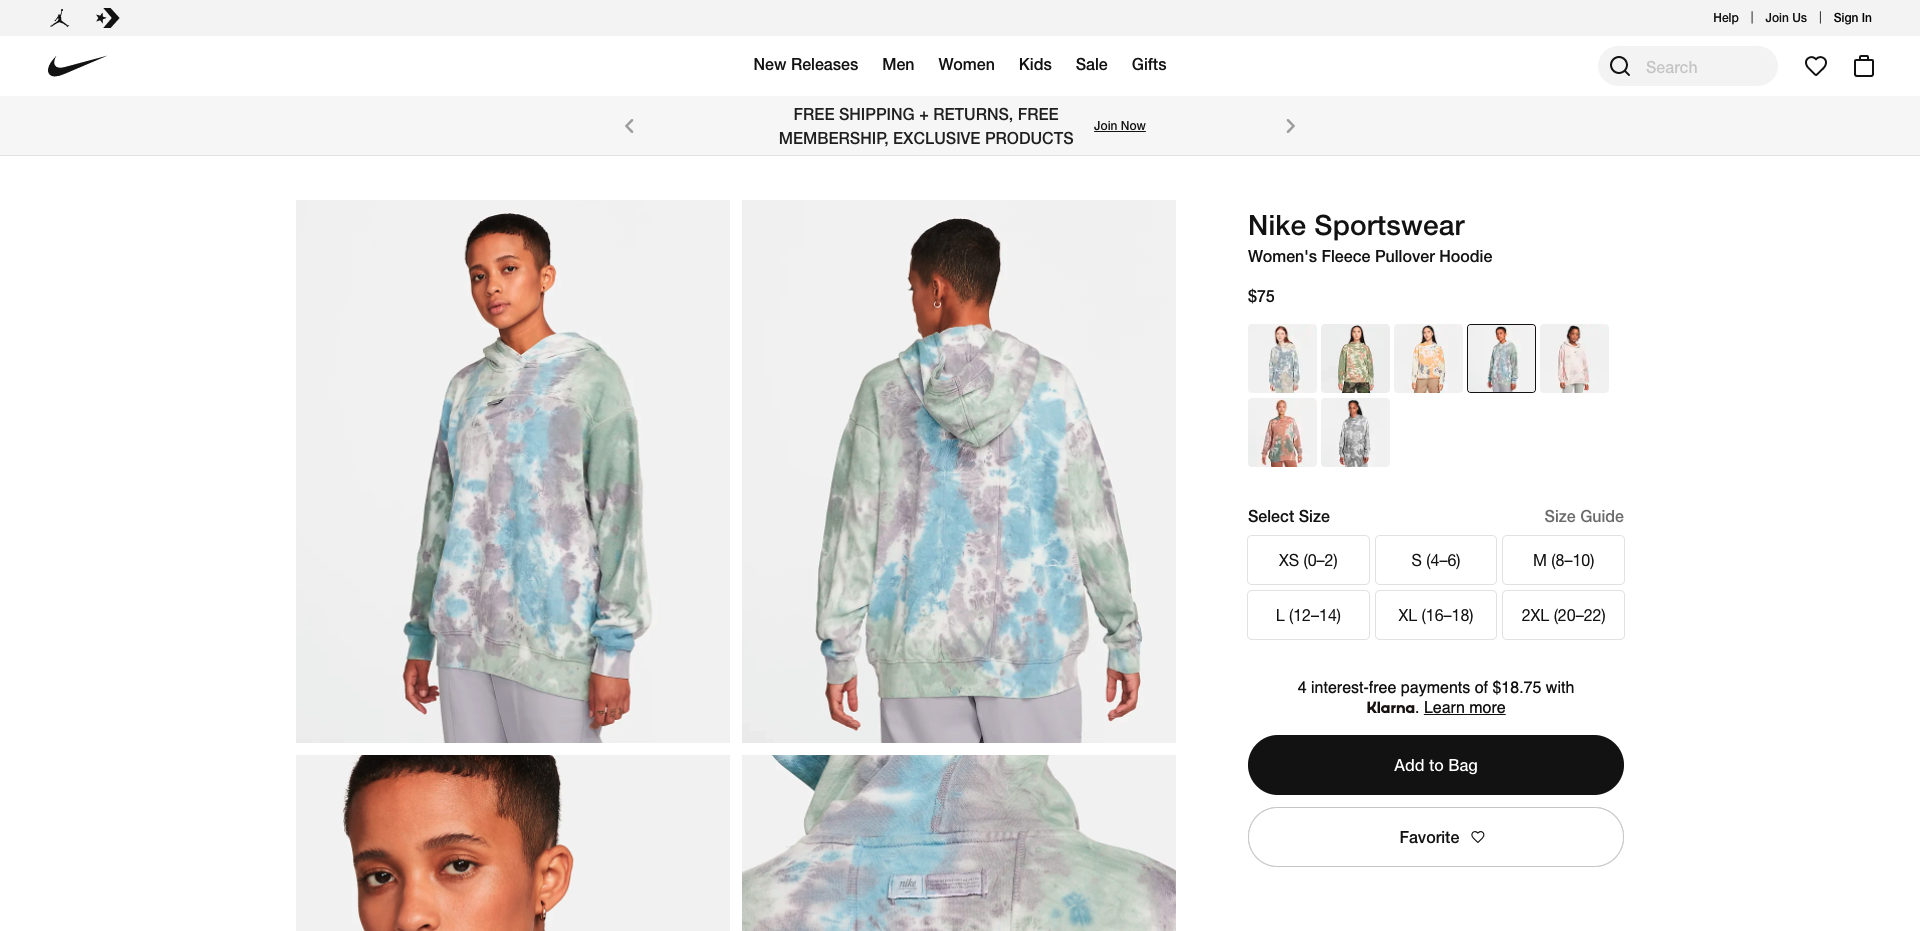 Help | Join Us | Sign In
New Releases Men Women Kids Sale Gifts
Search
FREE SHIPPING + RETURNS, FREE
MEMBERSHIP, EXCLUSIVE PRODUCTS
Join Now
Nike Sportswear
Women's Fleece Pullover Hoodie
$75
Select Size
Size Guide
XS (0–2)
S (4–6)
M (8–10)
L (12–14)
XL (16–18)
2XL (20–22)
4 interest-free payments of $18.75 with
Klarna. Learn more
Add to Bag
Favorite
nike